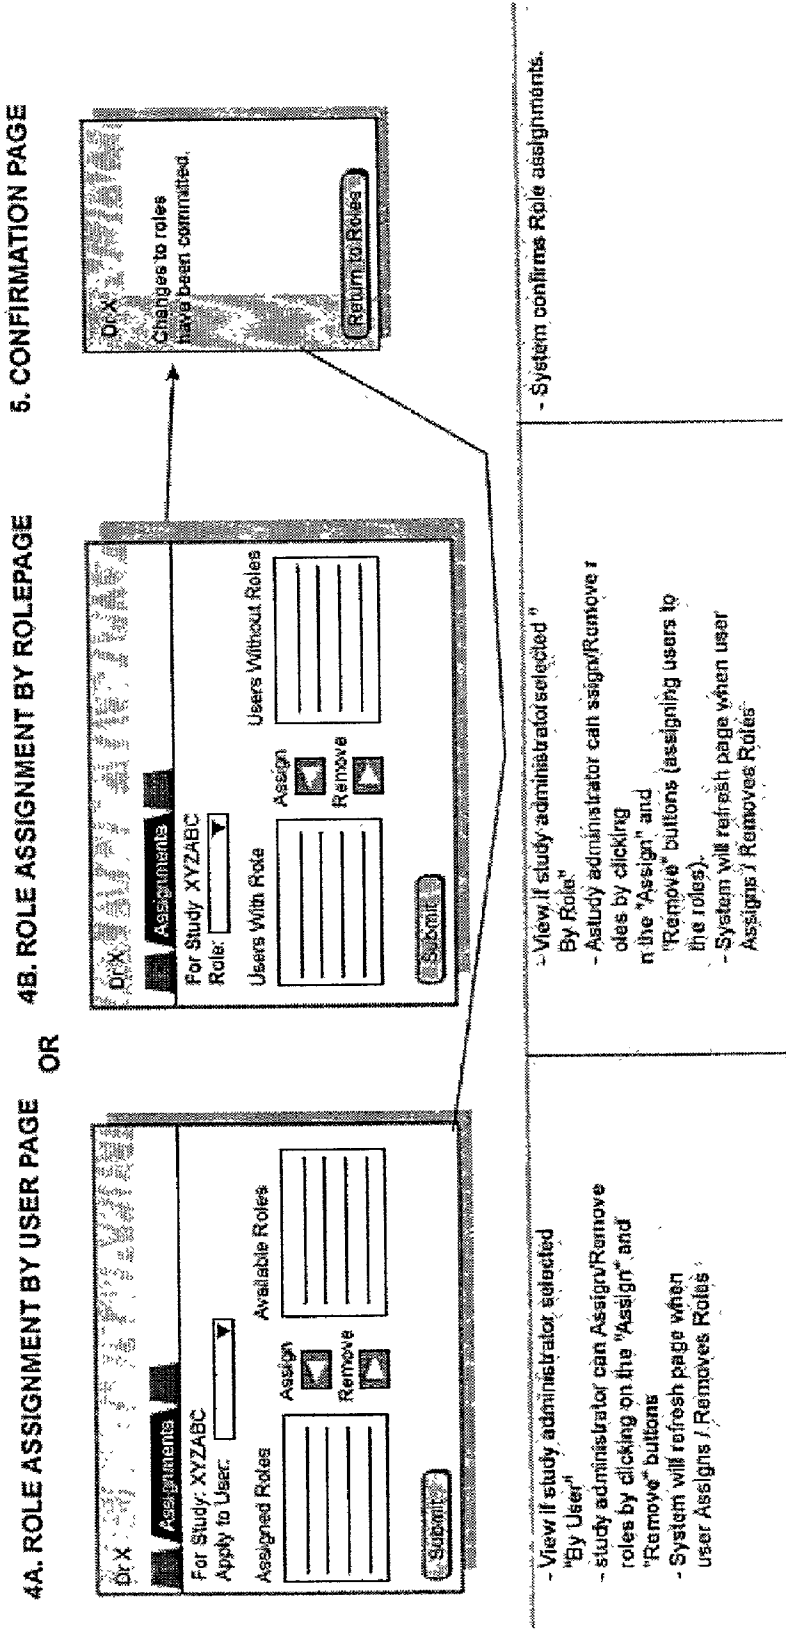 4A. ROLE ASSIGNMENT BY USER PAGE
OR
4B. ROLE ASSIGNMENT BY ROLEPAGE
5. CONFIRMATION PAGE
Dr X
Assignments
For Study: XYZABC
Apply to User:
Assigned Roles
Assign
Remove
Available Roles
Submit
Dr X
Assignments
For Study XYZABC
Role:
Users With Role
Assign
Remove
Users Without Roles
Submit
Dr X
Changes to roles
have been committed.
Return to Roles
- View if study administrator selected
"By User"
- study administrator can Assign/Remove
roles by clicking on the "Assign" and
"Remove" buttons
- System will refresh page when
user Assigns / Removes Roles
- View if study administrator selected "
By Role"
- Astudy administrator can ssign/Remove r
oles by clicking
n the "Assign" and
"Remove" buttons (assigning users to
the roles).
- System will refresh page when user
Assigns / Removes Roles
- System confirms Role assignments.